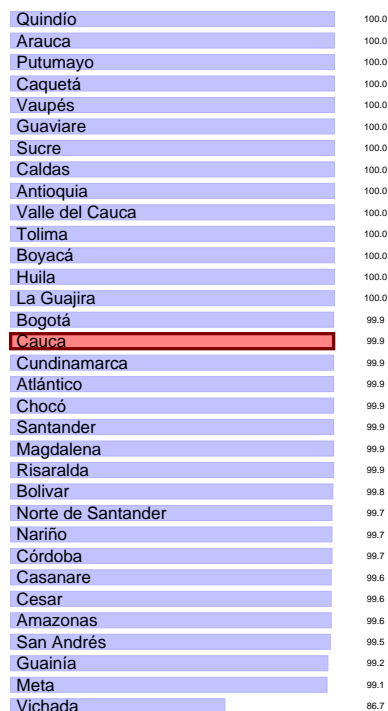 Quindío 100.0
Arauca 100.0
Putumayo 100.0
Caquetá 100.0
Vaupés 100.0
Guaviare 100.0
Sucre 100.0
Caldas 100.0
Antioquia 100.0
Valle del Cauca 100.0
Tolima 100.0
Boyacá 100.0
Huila 100.0
La Guajira 100.0
Bogotá 99.9
Cauca 99.9
Cundinamarca 99.9
Atlántico 99.9
Chocó 99.9
Santander 99.9
Magdalena 99.9
Risaralda 99.9
Bolivar 99.8
Norte de Santander 99.7
Nariño 99.7
Córdoba 99.7
Casanare 99.6
Cesar 99.6
Amazonas 99.6
San Andrés 99.5
Guainía 99.2
Meta 99.1
Vichada 86.7